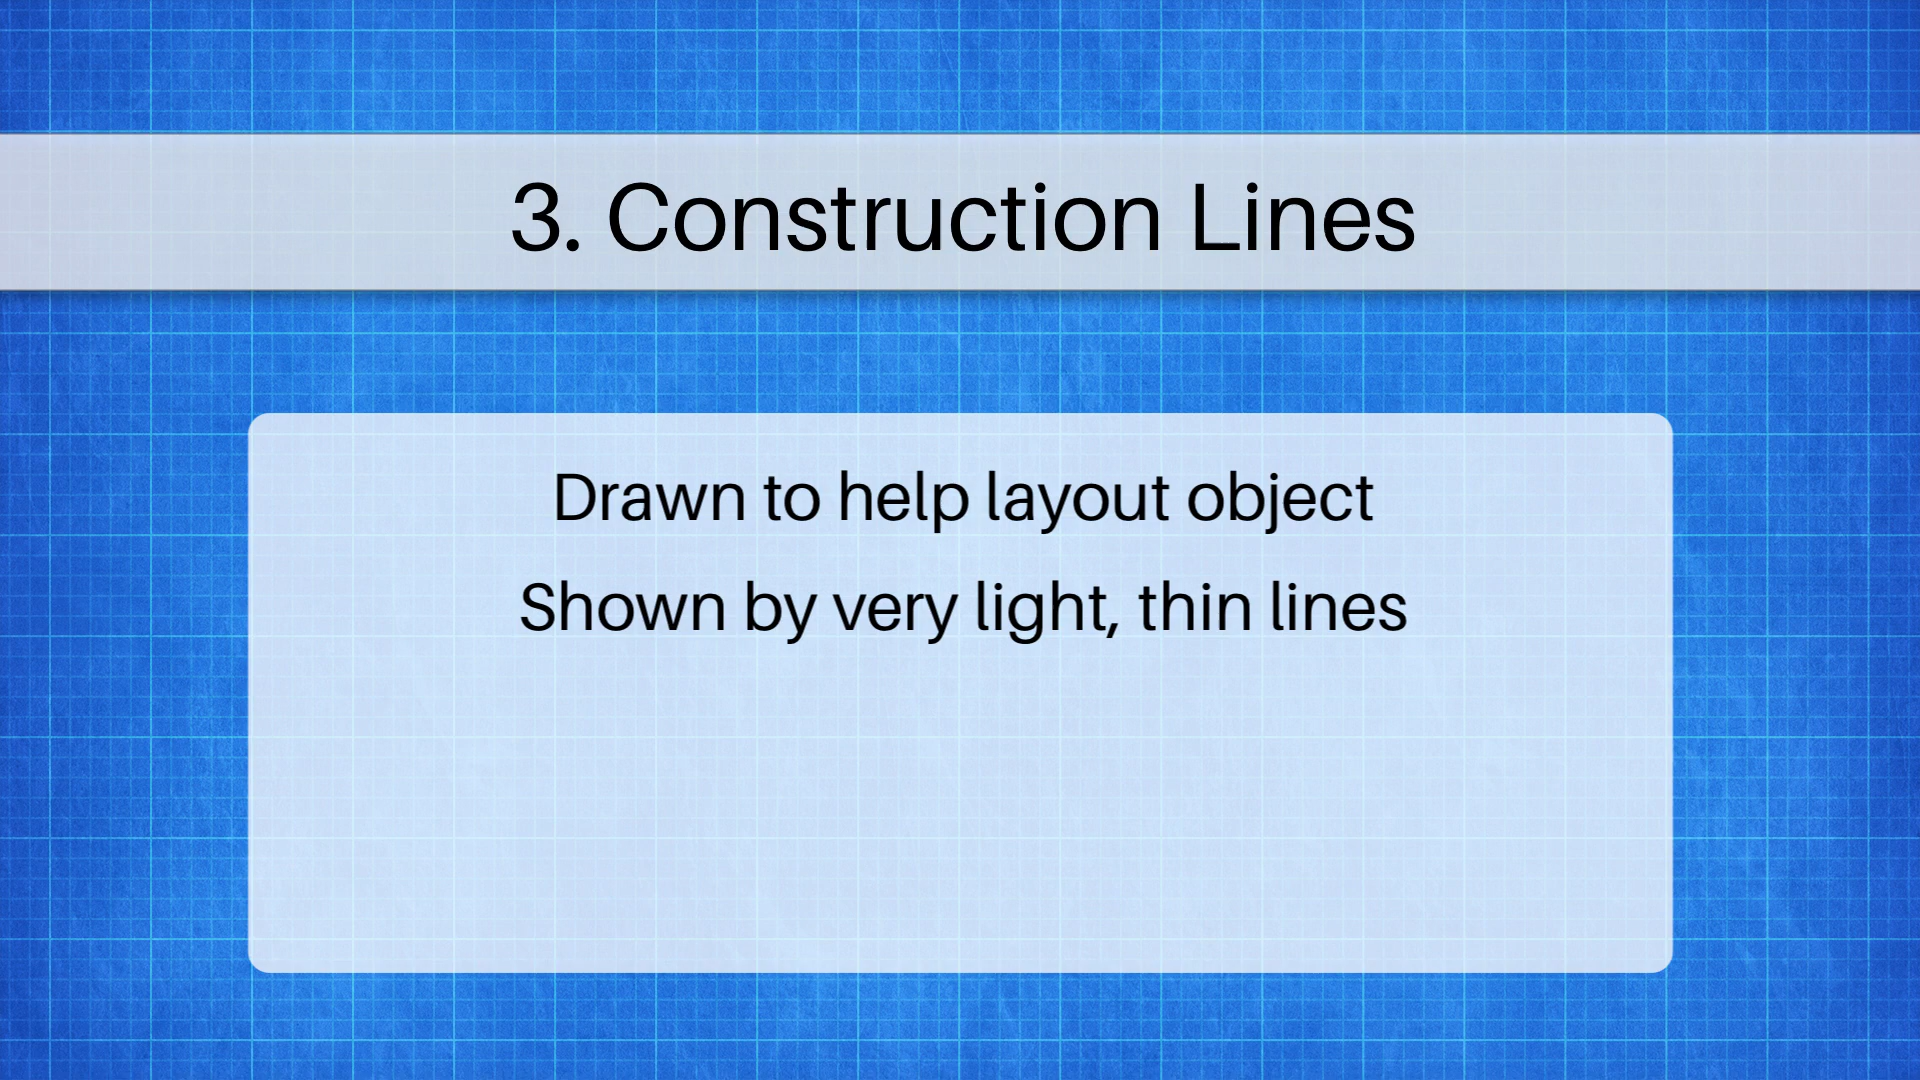 3. Construction Lines
Drawn to help layout object
Shown by very light, thin lines